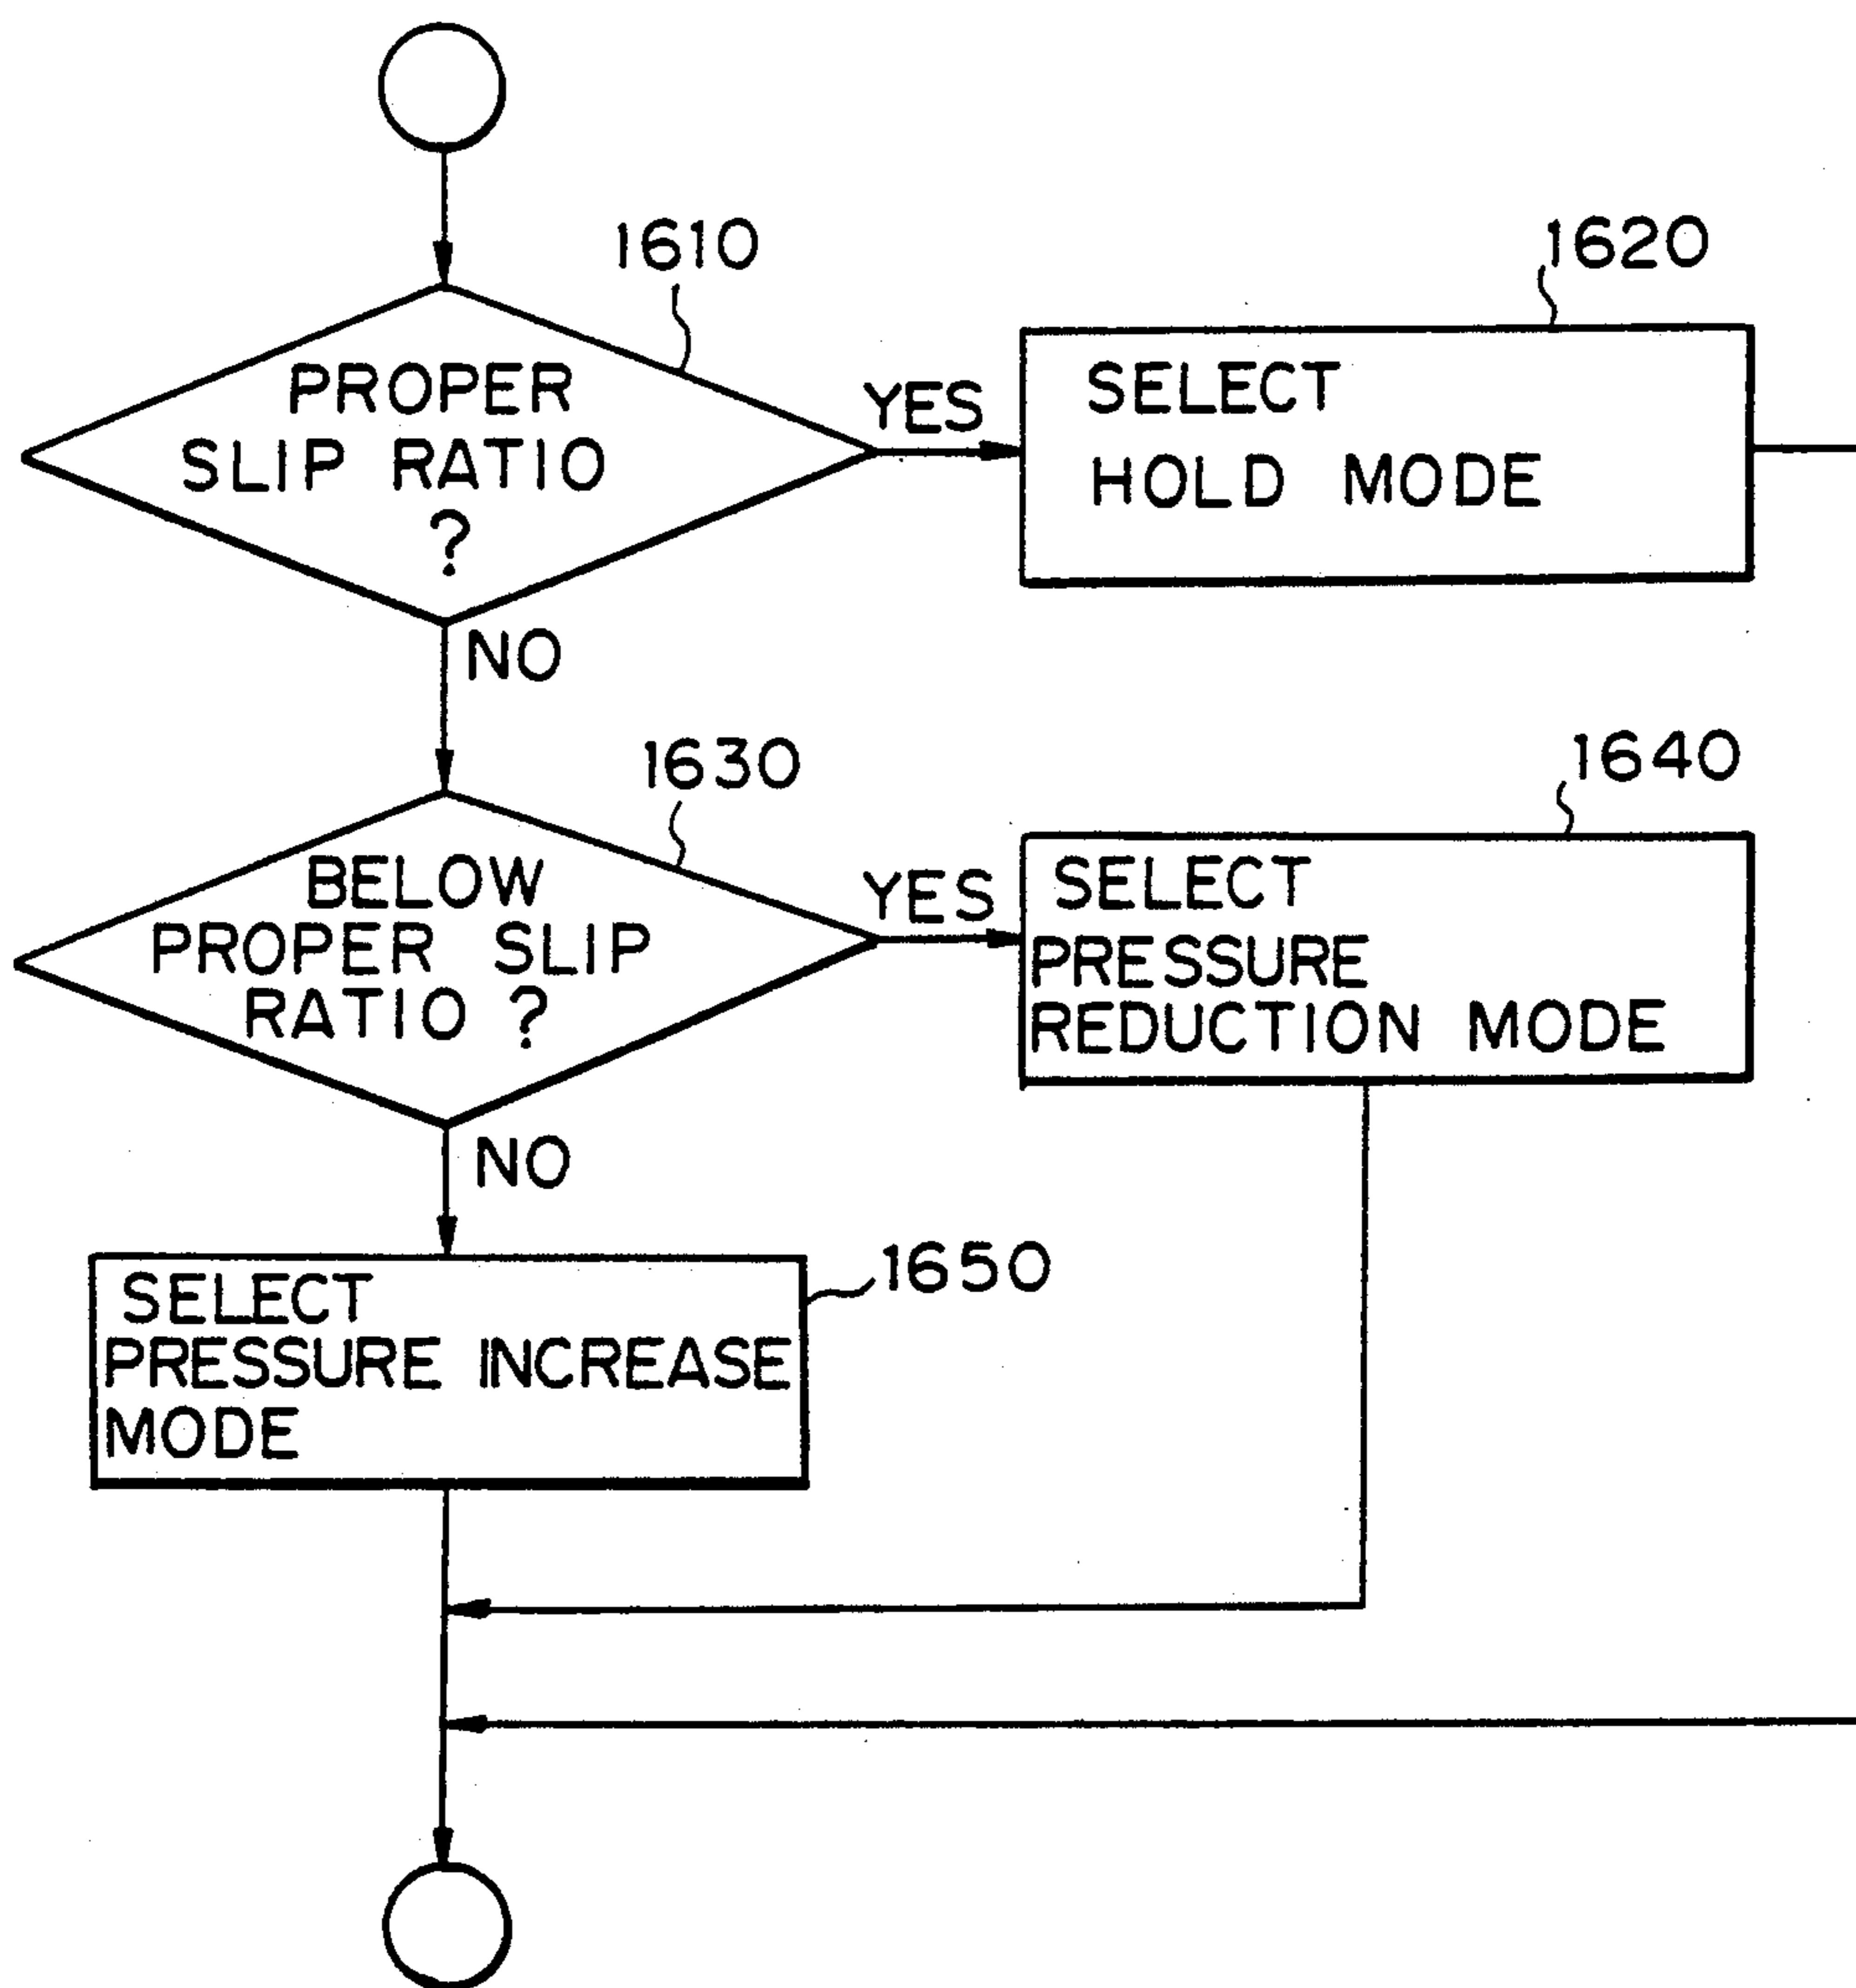 1610
PROPER
SLIP RATIO
?
YES
1620
SELECT
HOLD MODE
NO
1630
BELOW
PROPER SLIP
RATIO ?
YES
1640
SELECT
PRESSURE
REDUCTION MODE
NO
1650
SELECT
PRESSURE INCREASE
MODE